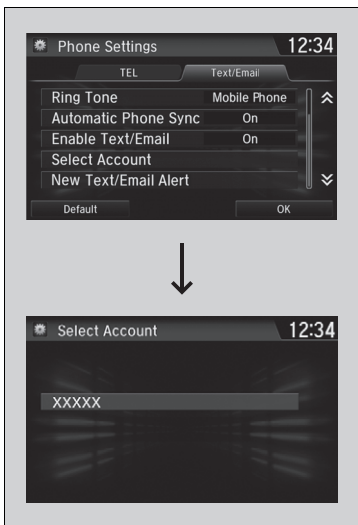 Phone Settings 12:34
TEL Text/Email
Ring Tone Mobile Phone
Automatic Phone Sync On
Enable Text/Email On
Select Account
New Text/Email Alert
Default OK
Select Account 12:34
XXXXX